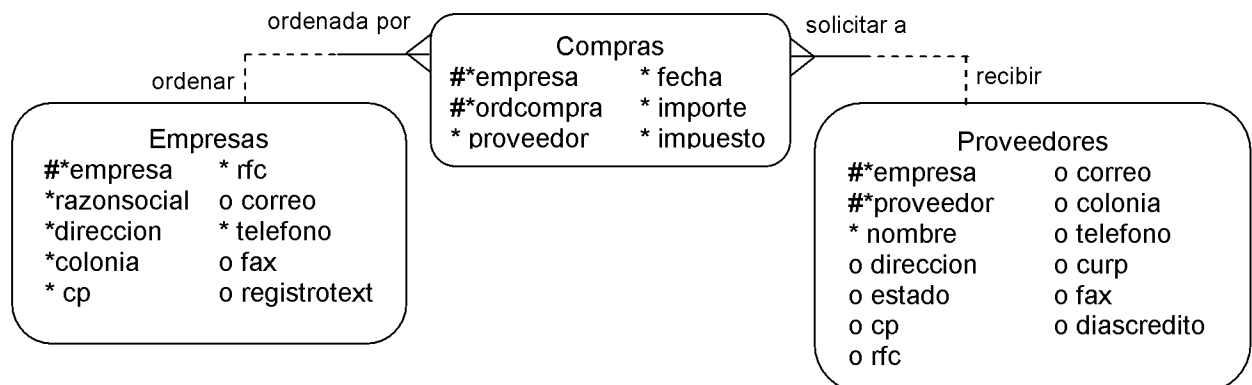 ordenada por
solicitar a
ordenar
recibir
Compras
#*empresa * fecha
#*ordcompra * importe
* proveedor * impuesto
Empresas
#*empresa * rfc
*razonsocial o correo
*direccion * telefono
*colonia o fax
* cp o registrotext
Proveedores
#*empresa o correo
#*proveedor o colonia
* nombre o telefono
o direccion o curp
o estado o fax
o cp o diascredito
o rfc